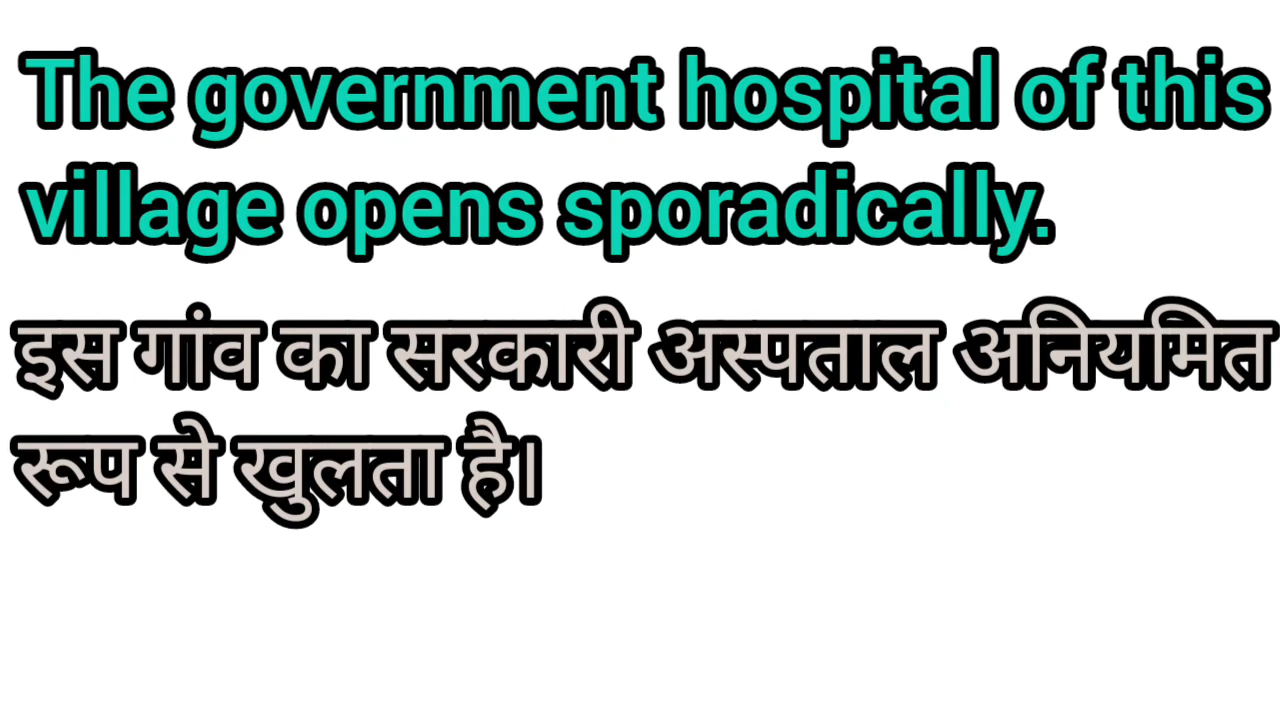 The government hospital of this
village opens sporadically.
इस गांव का सरकारी अस्पताल अनियमित
रूप से खुलता है।